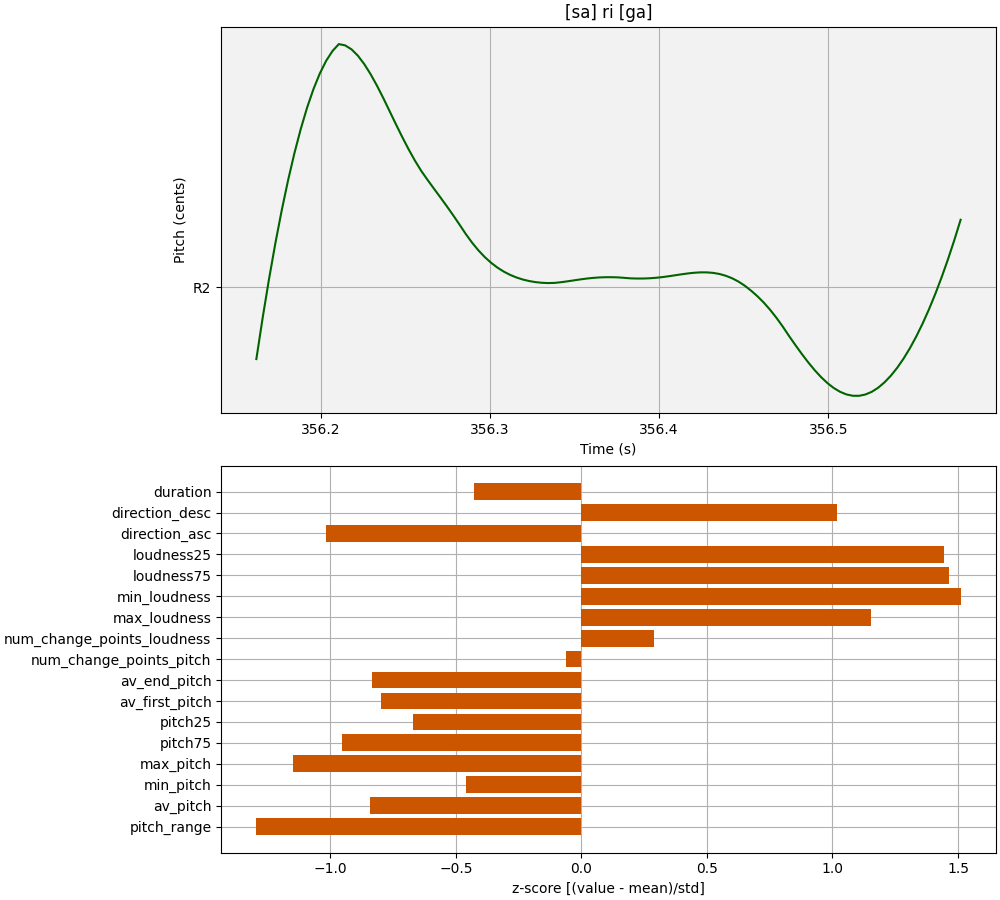 [sa] ri [ga]
Pitch (cents)
R2
356.2 356.3 356.4 356.5
Time (s)
duration
direction_desc
direction_asc
loudness25
loudness75
min_loudness
max_loudness
num_change_points_loudness
num_change_points_pitch
av_end_pitch
av_first_pitch
pitch25
pitch75
max_pitch
min_pitch
av_pitch
pitch_range
−1.0 −0.5 0.0 0.5 1.0 1.5
z-score [(value - mean)/std]